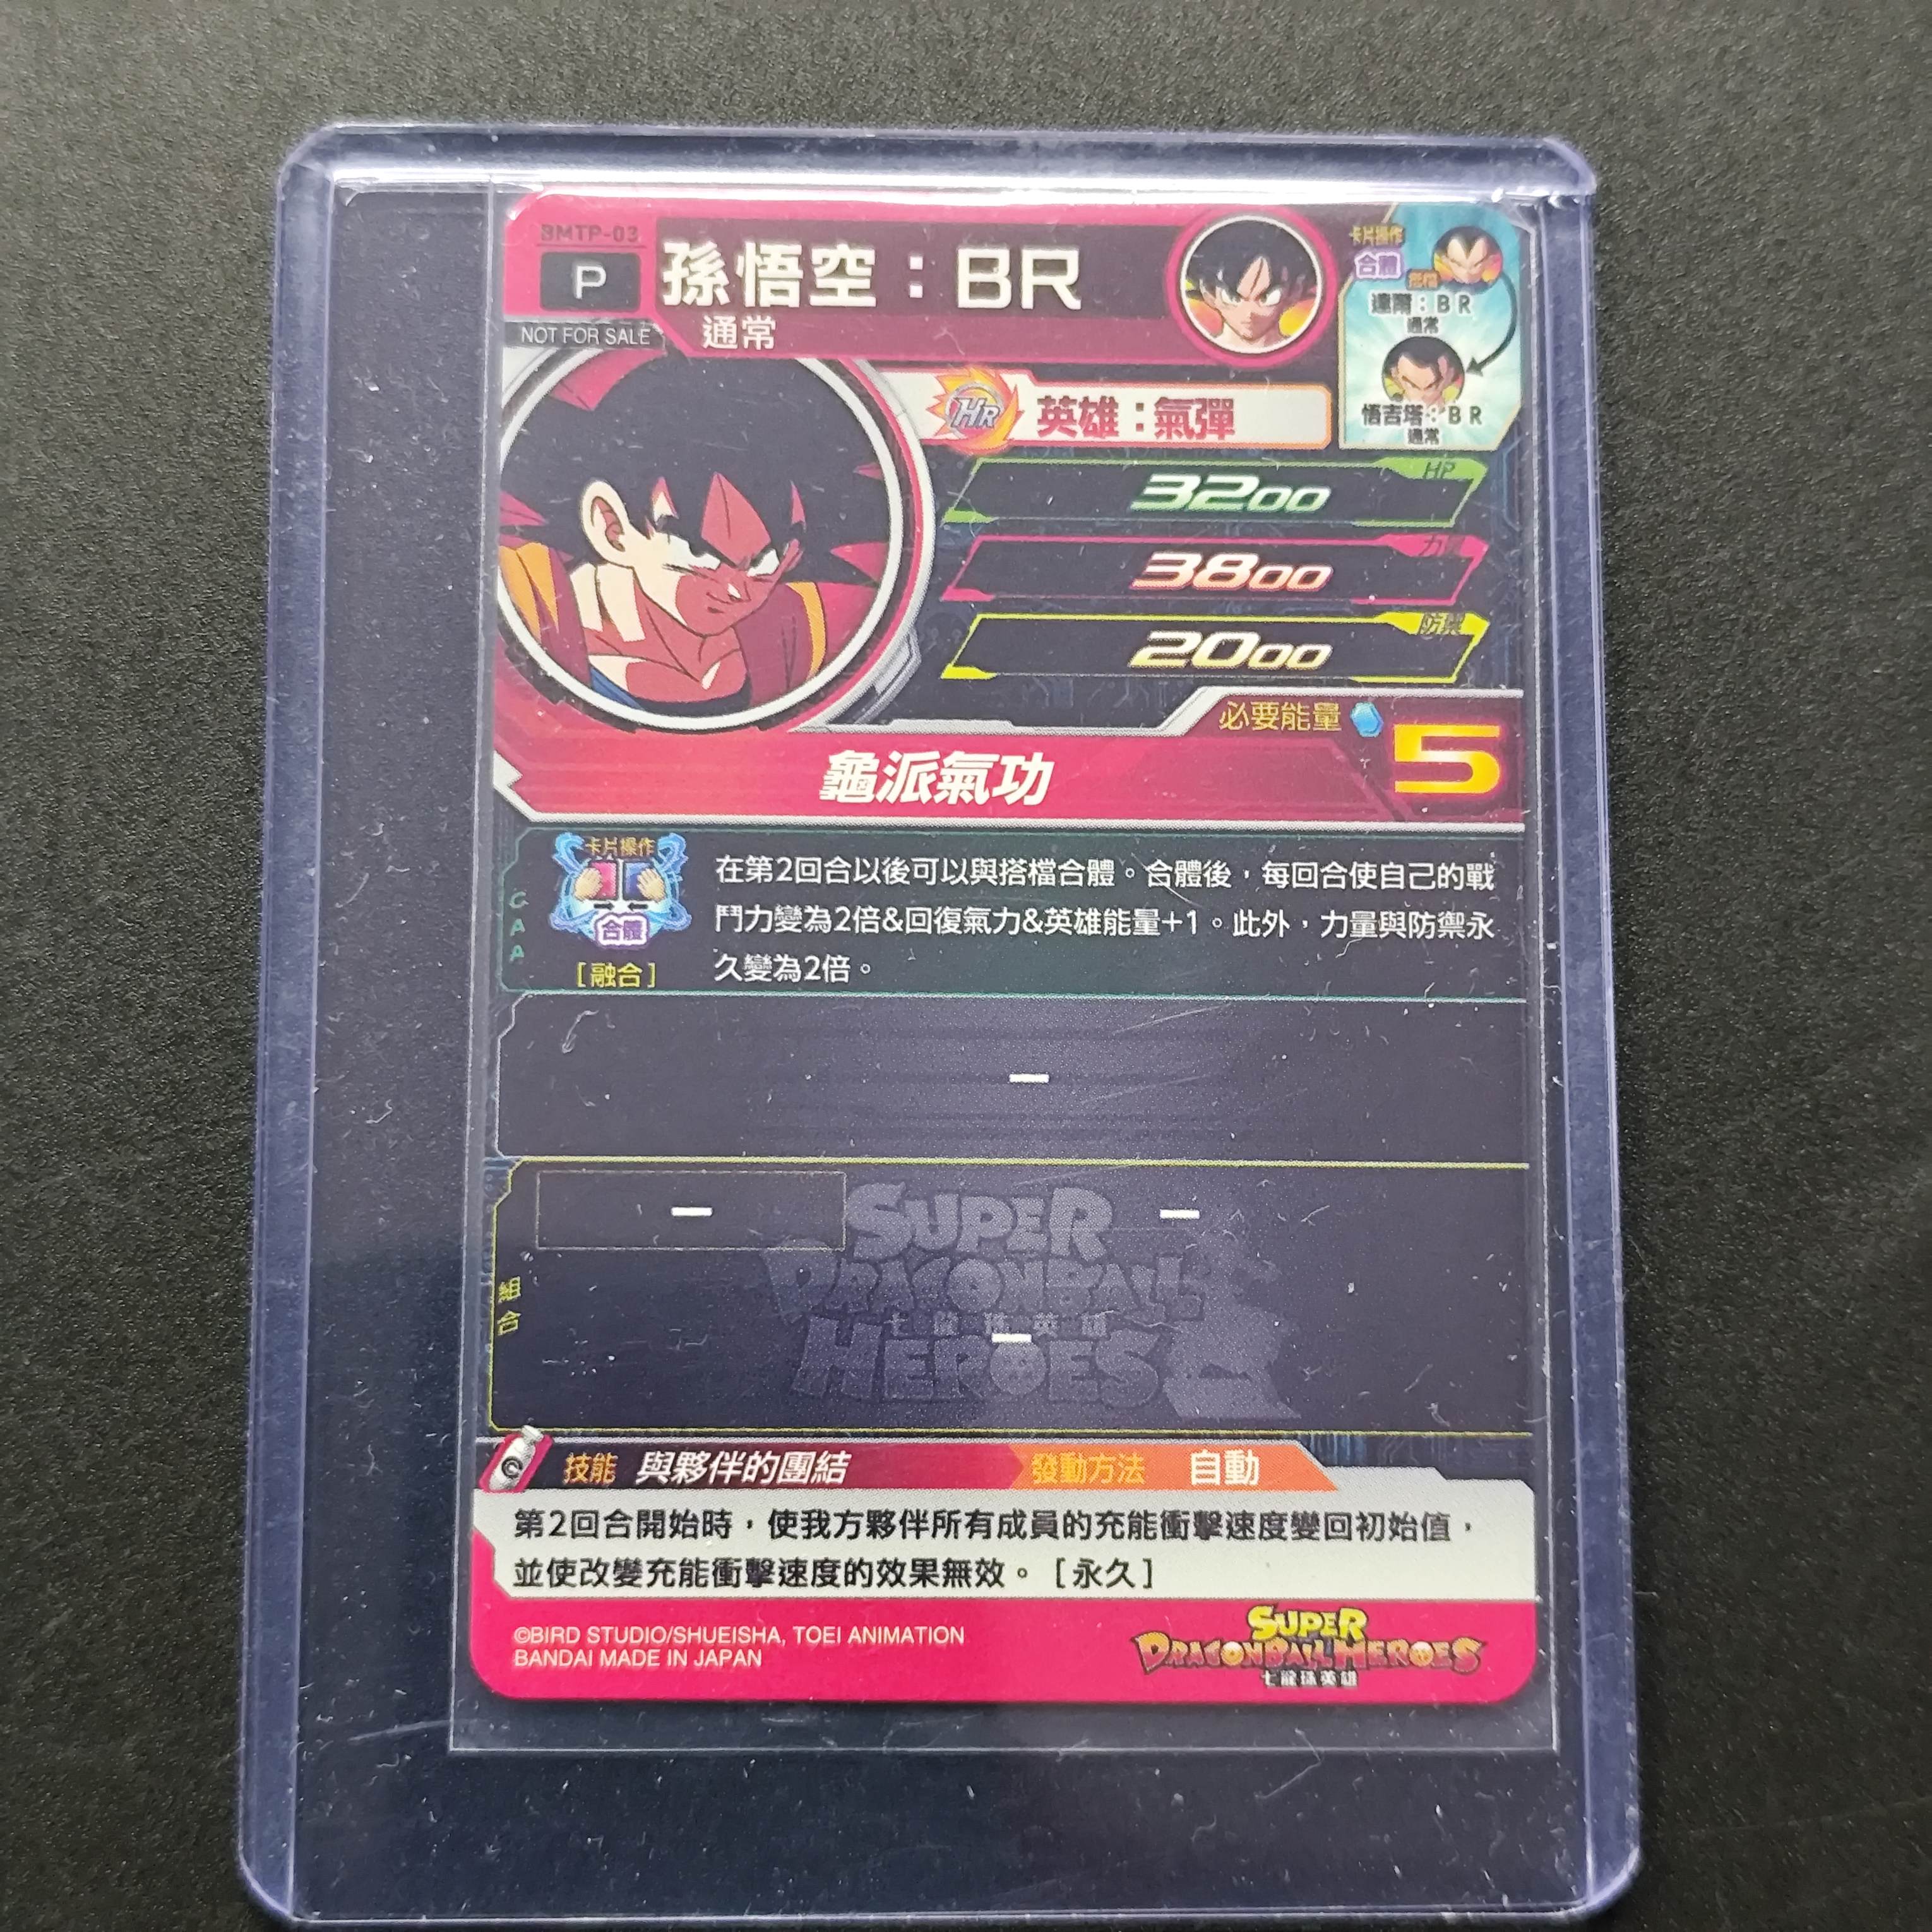 BMTP-03
P
孫悟空：BR
NOT FOR SALE
通常
卡片操作
合體
達爾：BR
通常
悟吉塔：BR
通常
HR
英雄：氣彈
HP
3200
力量
3800
防禦
2000
必要能量
5
龜派氣功
CAA
卡片操作
合體
[融合]
在第2回合以後可以與搭檔合體。合體後，每回合使自己的戰
鬥力變為2倍&回復氣力&英雄能量+1。此外，力量與防禦永
久變為2倍。
-
- -
組合
SUPER
DRAGONBALL
七龍珠英雄
HEROES
-
C
技能 與夥伴的團結 發動方法 自動
第2回合開始時，使我方夥伴所有成員的充能衝擊速度變回初始值，
並使改變充能衝擊速度的效果無效。[永久]
©BIRD STUDIO/SHUEISHA, TOEI ANIMATION
BANDAI MADE IN JAPAN
SUPER
DRAGONBALL HEROES
七龍珠英雄